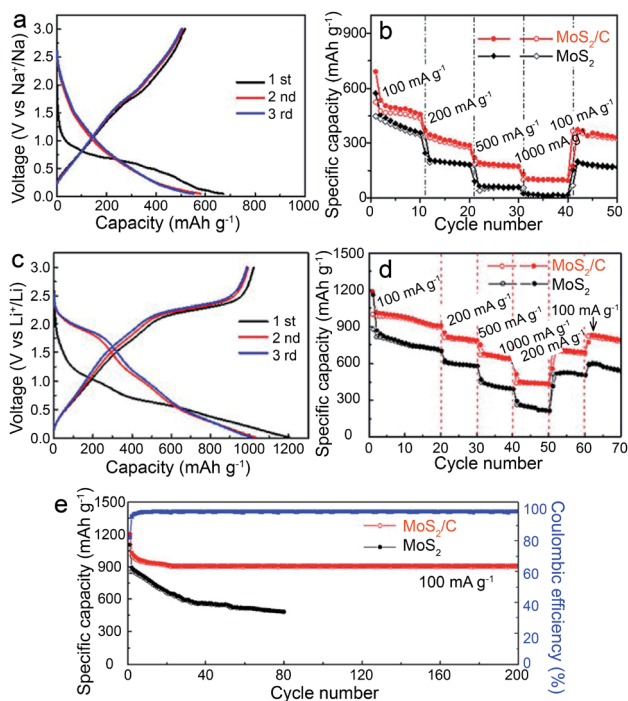 a
Voltage (V vs Na⁺/Na)
3.0
2.5
2.0
1.5
1.0
0.5
0.0
1 st
2 nd
3 rd
0 200 400 600 800 1000
Capacity (mAh g⁻¹)
b
Specific capacity (mAh g⁻¹)
900
750
600
450
300
150
0
MoS₂/C
MoS₂
100 mA g⁻¹
200 mA g⁻¹
500 mA g⁻¹
1000 mA g⁻¹
100 mA g⁻¹
0 10 20 30 40 50
Cycle number
c
Voltage (V vs Li⁺/Li)
3.0
2.5
2.0
1.5
1.0
0.5
0.0
1 st
2 nd
3 rd
0 200 400 600 800 1000 1200
Capacity (mAh g⁻¹)
d
Specific capacity (mAh g⁻¹)
1500
1200
900
600
300
0
MoS₂/C
MoS₂
100 mA g⁻¹
200 mA g⁻¹
500 mA g⁻¹
1000 mA g⁻¹
200 mA g⁻¹
100 mA g⁻¹
0 10 20 30 40 50 60 70
Cycle number
e
Specific capacity (mAh g⁻¹)
1500
1200
900
600
300
0
MoS₂/C
MoS₂
100 mA g⁻¹
0 40 80 120 160 200
Cycle number
100
80
60
40
20
0
Coulombic efficiency (%)